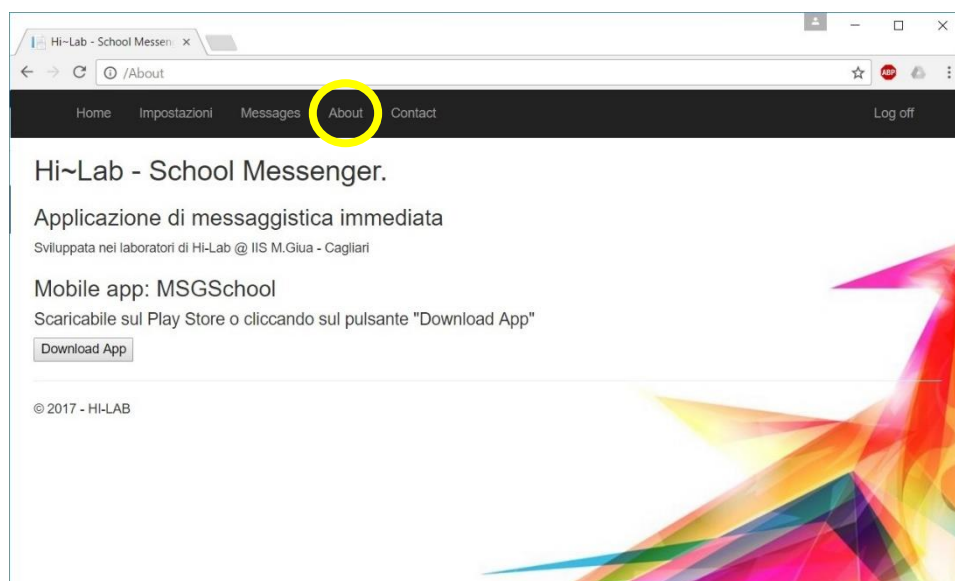 Hi~Lab - School Messen
/About
ABP
Home Impostazioni Messages About Contact Log off
Hi~Lab - School Messenger.
Applicazione di messaggistica immediata
Sviluppata nei laboratori di Hi-Lab @ IIS M.Giua - Cagliari
Mobile app: MSGSchool
Scaricabile sul Play Store o cliccando sul pulsante "Download App"
Download App
© 2017 - HI-LAB